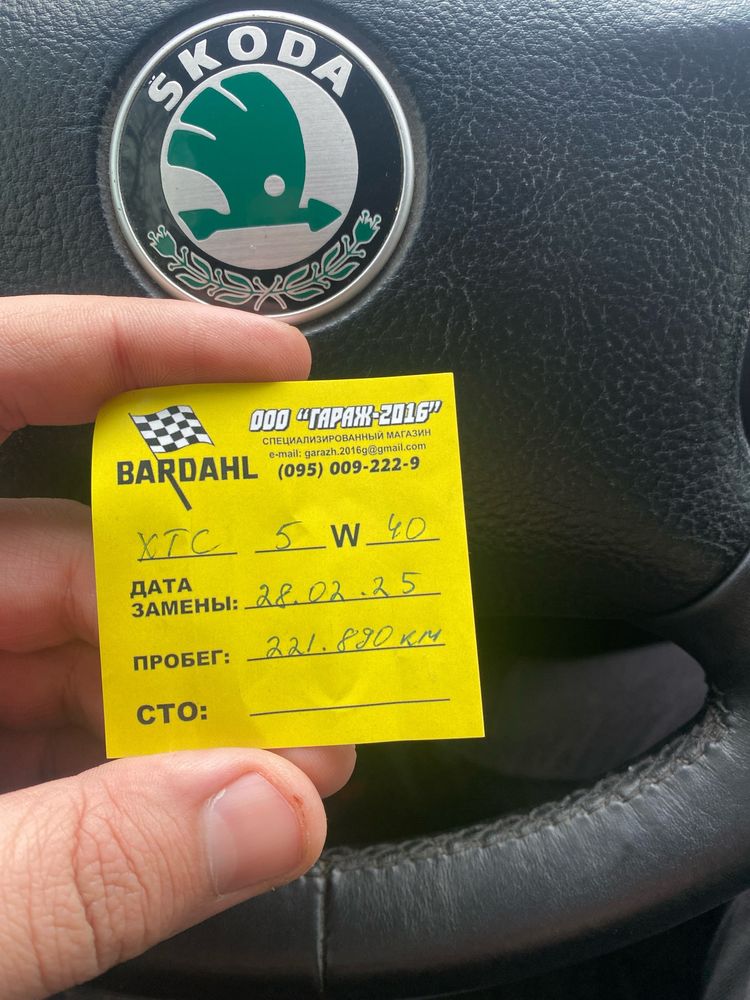 ŠKODA
ООО "ГАРАЖ-2016"
СПЕЦИАЛИЗИРОВАННЫЙ МАГАЗИН
e-mail: garazh.2016g@gmail.com
BARDAHL (095) 009-222-9
XTC 5 W 40
ДАТА
ЗАМЕНЫ: 28.02.25
ПРОБЕГ: 221.890 км
СТО: